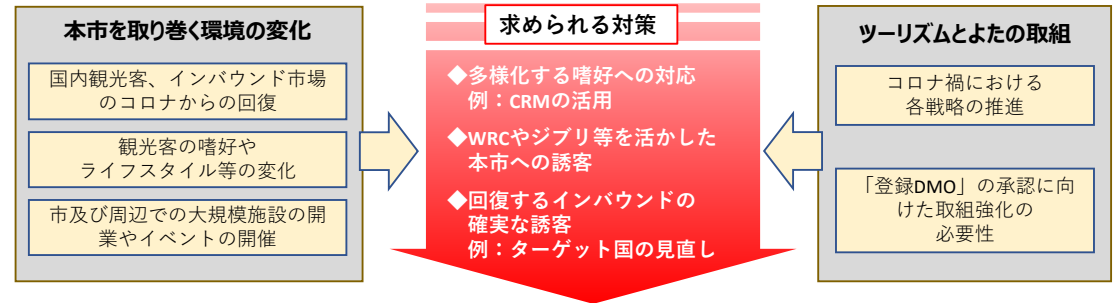 本市を取り巻く環境の変化
国内観光客、インバウンド市場
のコロナからの回復
観光客の嗜好や
ライフスタイル等の変化
市及び周辺での大規模施設の開
業やイベントの開催
求められる対策
◆多様化する嗜好への対応
例：CRMの活用
◆WRCやジブリ等を活かした
本市への誘客
◆回復するインバウンドの
確実な誘客
例：ターゲット国の見直し
ツーリズムとよたの取組
コロナ禍における
各戦略の推進
「登録DMO」の承認に向
けた取組強化の
必要性